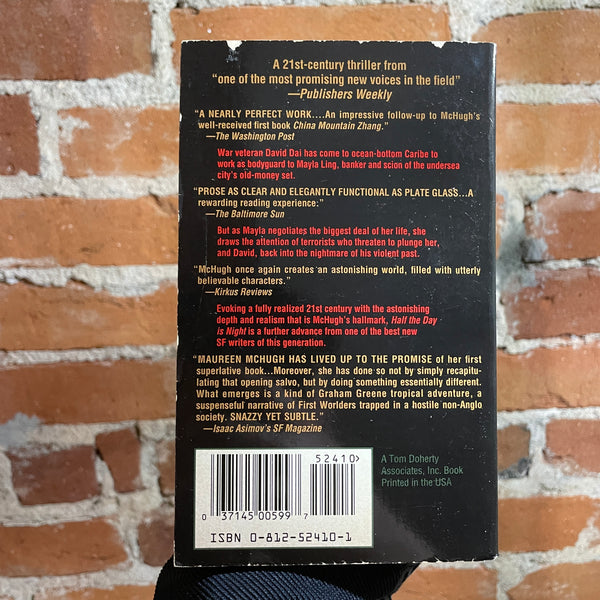 A 21st-century thriller from
"one of the most promising new voices in the field"
—Publishers Weekly
"A NEARLY PERFECT WORK....An impressive follow-up to McHugh's
well-received first book China Mountain Zhang."
—The Washington Post
War veteran David Dai has come to ocean-bottom Caribe to
work as bodyguard to Mayla Ling, banker and scion of the undersea
city's old-money set.
"PROSE AS CLEAR AND ELEGANTLY FUNCTIONAL AS PLATE GLASS...A
rewarding reading experience:"
—The Baltimore Sun
But as Mayla negotiates the biggest deal of her life, she
draws the attention of terrorists who threaten to plunge her,
and David, back into the nightmare of his violent past.
"McHugh once again creates an astonishing world, filled with utterly
believable characters."
—Kirkus Reviews
Evoking a fully realized 21st century with the astonishing
depth and realism that is McHugh's hallmark, Half the Day
is Night is a further advance from one of the best new
SF writers of this generation.
"MAUREEN MCHUGH HAS LIVED UP TO THE PROMISE of her first
superlative book...Moreover, she has done so not by simply recapitu-
lating that opening salvo, but by doing something essentially different.
What emerges is a kind of Graham Greene tropical adventure, a
suspenseful narrative of First Worlders trapped in a hostile non-Anglo
society. SNAZZY YET SUBTLE."
—Isaac Asimov's SF Magazine
52410>
0 37145 00599 7
ISBN 0-812-52410-1
A Tom Doherty
Associates, Inc. Book
Printed in the USA